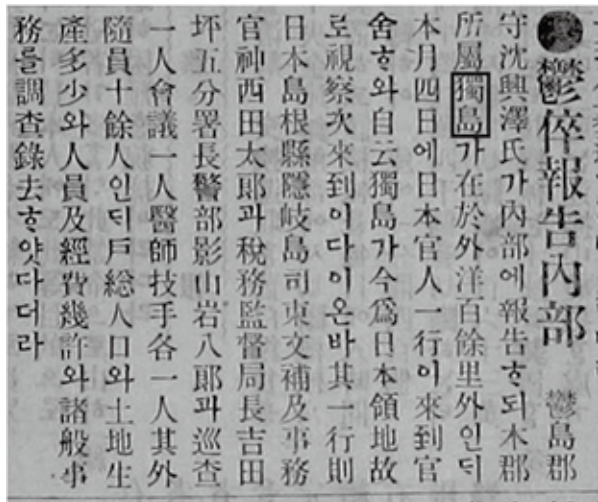 鬱倅報告內部 鬱島郡
守沈興澤氏가內部에報告ᄒᆞ되本郡
所屬獨島가在於外洋百餘里外인ᄃᆡ
本月四日에日本官人一行이來到官
舍ᄒᆞ와自云獨島가今爲日本領地故
로視察次來到이다이온바其一行則
日本島根縣隱岐島司東文補及事務
官神西田太郎과稅務監督局長吉田
坪五分署長警部影山岩八郎과巡查
一人會議一人醫師技手各一人其外
隨員十餘人인ᄃᆡ戶總人口와土地生
產多少와人員及經費幾許와諸般事
務를調查錄去ᄒᆞ얏다더라